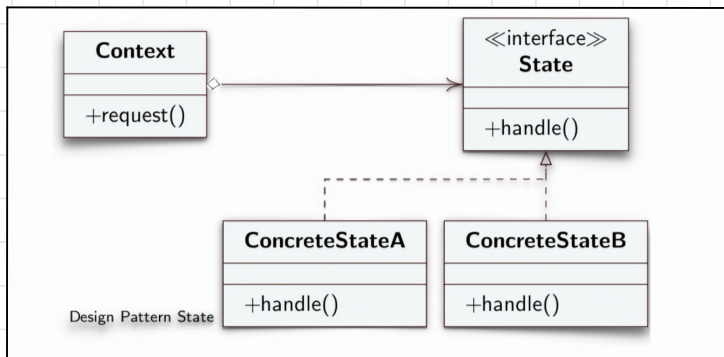 Context
+request()
≪interface≫
State
+handle()
ConcreteStateA
+handle()
ConcreteStateB
+handle()
Design Pattern State